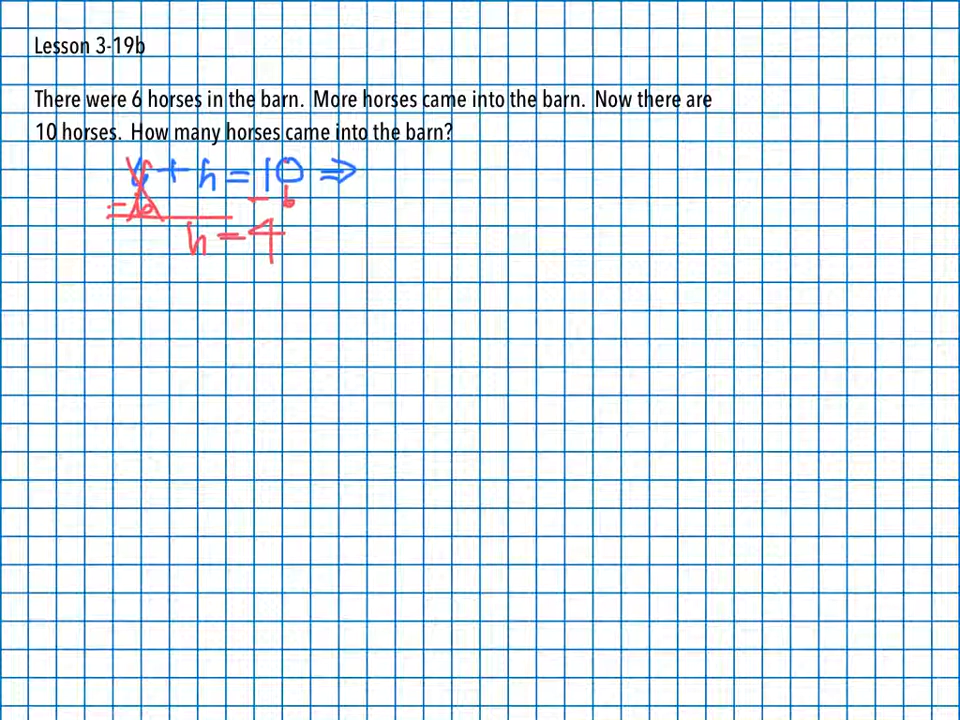 Lesson 3-19b
There were 6 horses in the barn. More horses came into the barn. Now there are
10 horses. How many horses came into the barn?
6 + h = 10 ⇒
- 6 - 6
h = 4